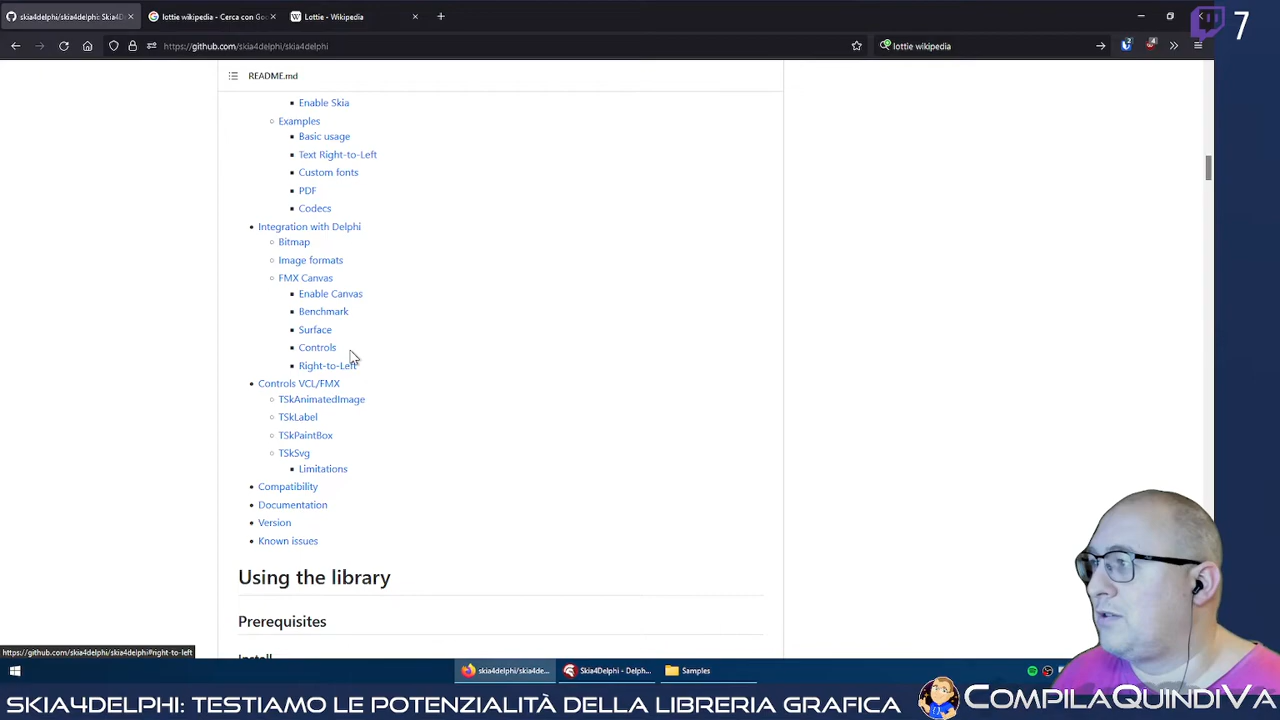 skia4delphi/skia4delphi: Skia4D
lottie wikipedia - Cerca con Goo
Lottie - Wikipedia
7
https://github.com/skia4delphi/skia4delphi
lottie wikipedia
README.md
Enable Skia
Examples
Basic usage
Text Right-to-Left
Custom fonts
PDF
Codecs
Integration with Delphi
Bitmap
Image formats
FMX Canvas
Enable Canvas
Benchmark
Surface
Controls
Right-to-Left
Controls VCL/FMX
TSkAnimatedImage
TSkLabel
TSkPaintBox
TSkSvg
Limitations
Compatibility
Documentation
Version
Known issues
Using the library
Prerequisites
Install
https://github.com/skia4delphi/skia4delphi#right-to-left
skia4delphi/skia4de...
Skia4Delphi - Delph...
Samples
SKIA4DELPHI: TESTIAMO LE POTENZIALITÀ DELLA LIBRERIA GRAFICA
COMPILAQUINDIVA